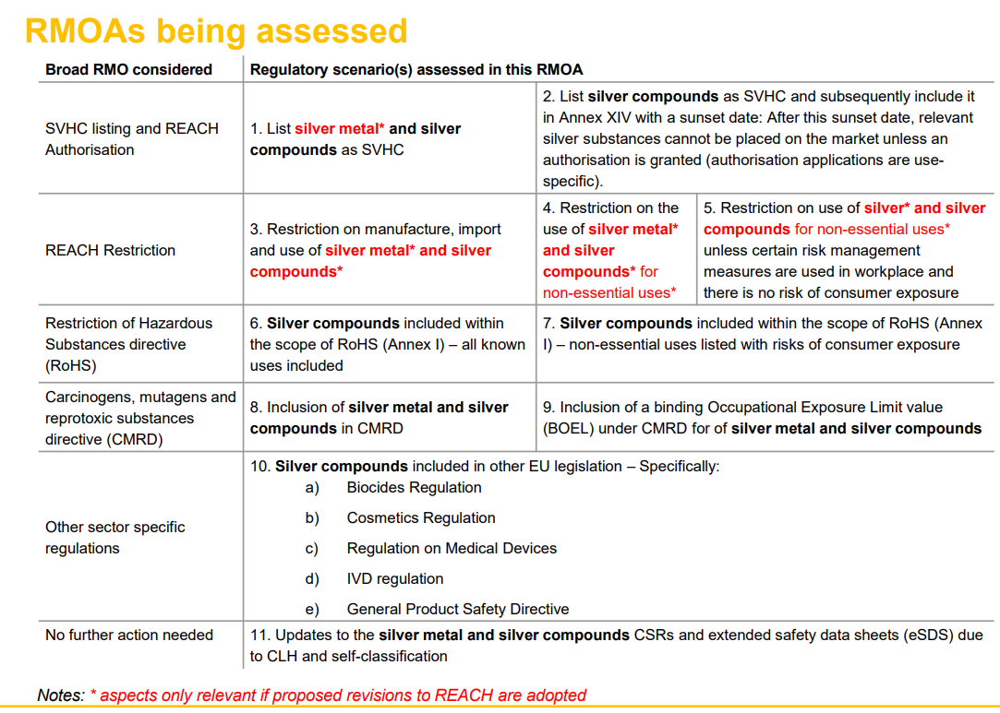 RMOAs being assessed
Broad RMO considered
Regulatory scenario(s) assessed in this RMOA
SVHC listing and REACH
Authorisation
1. List silver metal* and silver
compounds as SVHC
2. List silver compounds as SVHC and subsequently include it
in Annex XIV with a sunset date: After this sunset date, relevant
silver substances cannot be placed on the market unless an
authorisation is granted (authorisation applications are use-
specific).
REACH Restriction
3. Restriction on manufacture, import
and use of silver metal* and silver
compounds*
4. Restriction on the
use of silver metal*
and silver
compounds* for
non-essential uses*
5. Restriction on use of silver* and silver
compounds for non-essential uses*
unless certain risk management
measures are used in workplace and
there is no risk of consumer exposure
Restriction of Hazardous
Substances directive
(RoHS)
6. Silver compounds included within
the scope of RoHS (Annex I) – all known
uses included
7. Silver compounds included within the scope of RoHS (Annex
I) – non-essential uses listed with risks of consumer exposure
Carcinogens, mutagens and
reprotoxic substances
directive (CMRD)
8. Inclusion of silver metal and silver
compounds in CMRD
9. Inclusion of a binding Occupational Exposure Limit value
(BOEL) under CMRD for of silver metal and silver compounds
Other sector specific
regulations
10. Silver compounds included in other EU legislation – Specifically:
a) Biocides Regulation
b) Cosmetics Regulation
c) Regulation on Medical Devices
d) IVD regulation
e) General Product Safety Directive
No further action needed
11. Updates to the silver metal and silver compounds CSRs and extended safety data sheets (eSDS) due
to CLH and self-classification
Notes: * aspects only relevant if proposed revisions to REACH are adopted